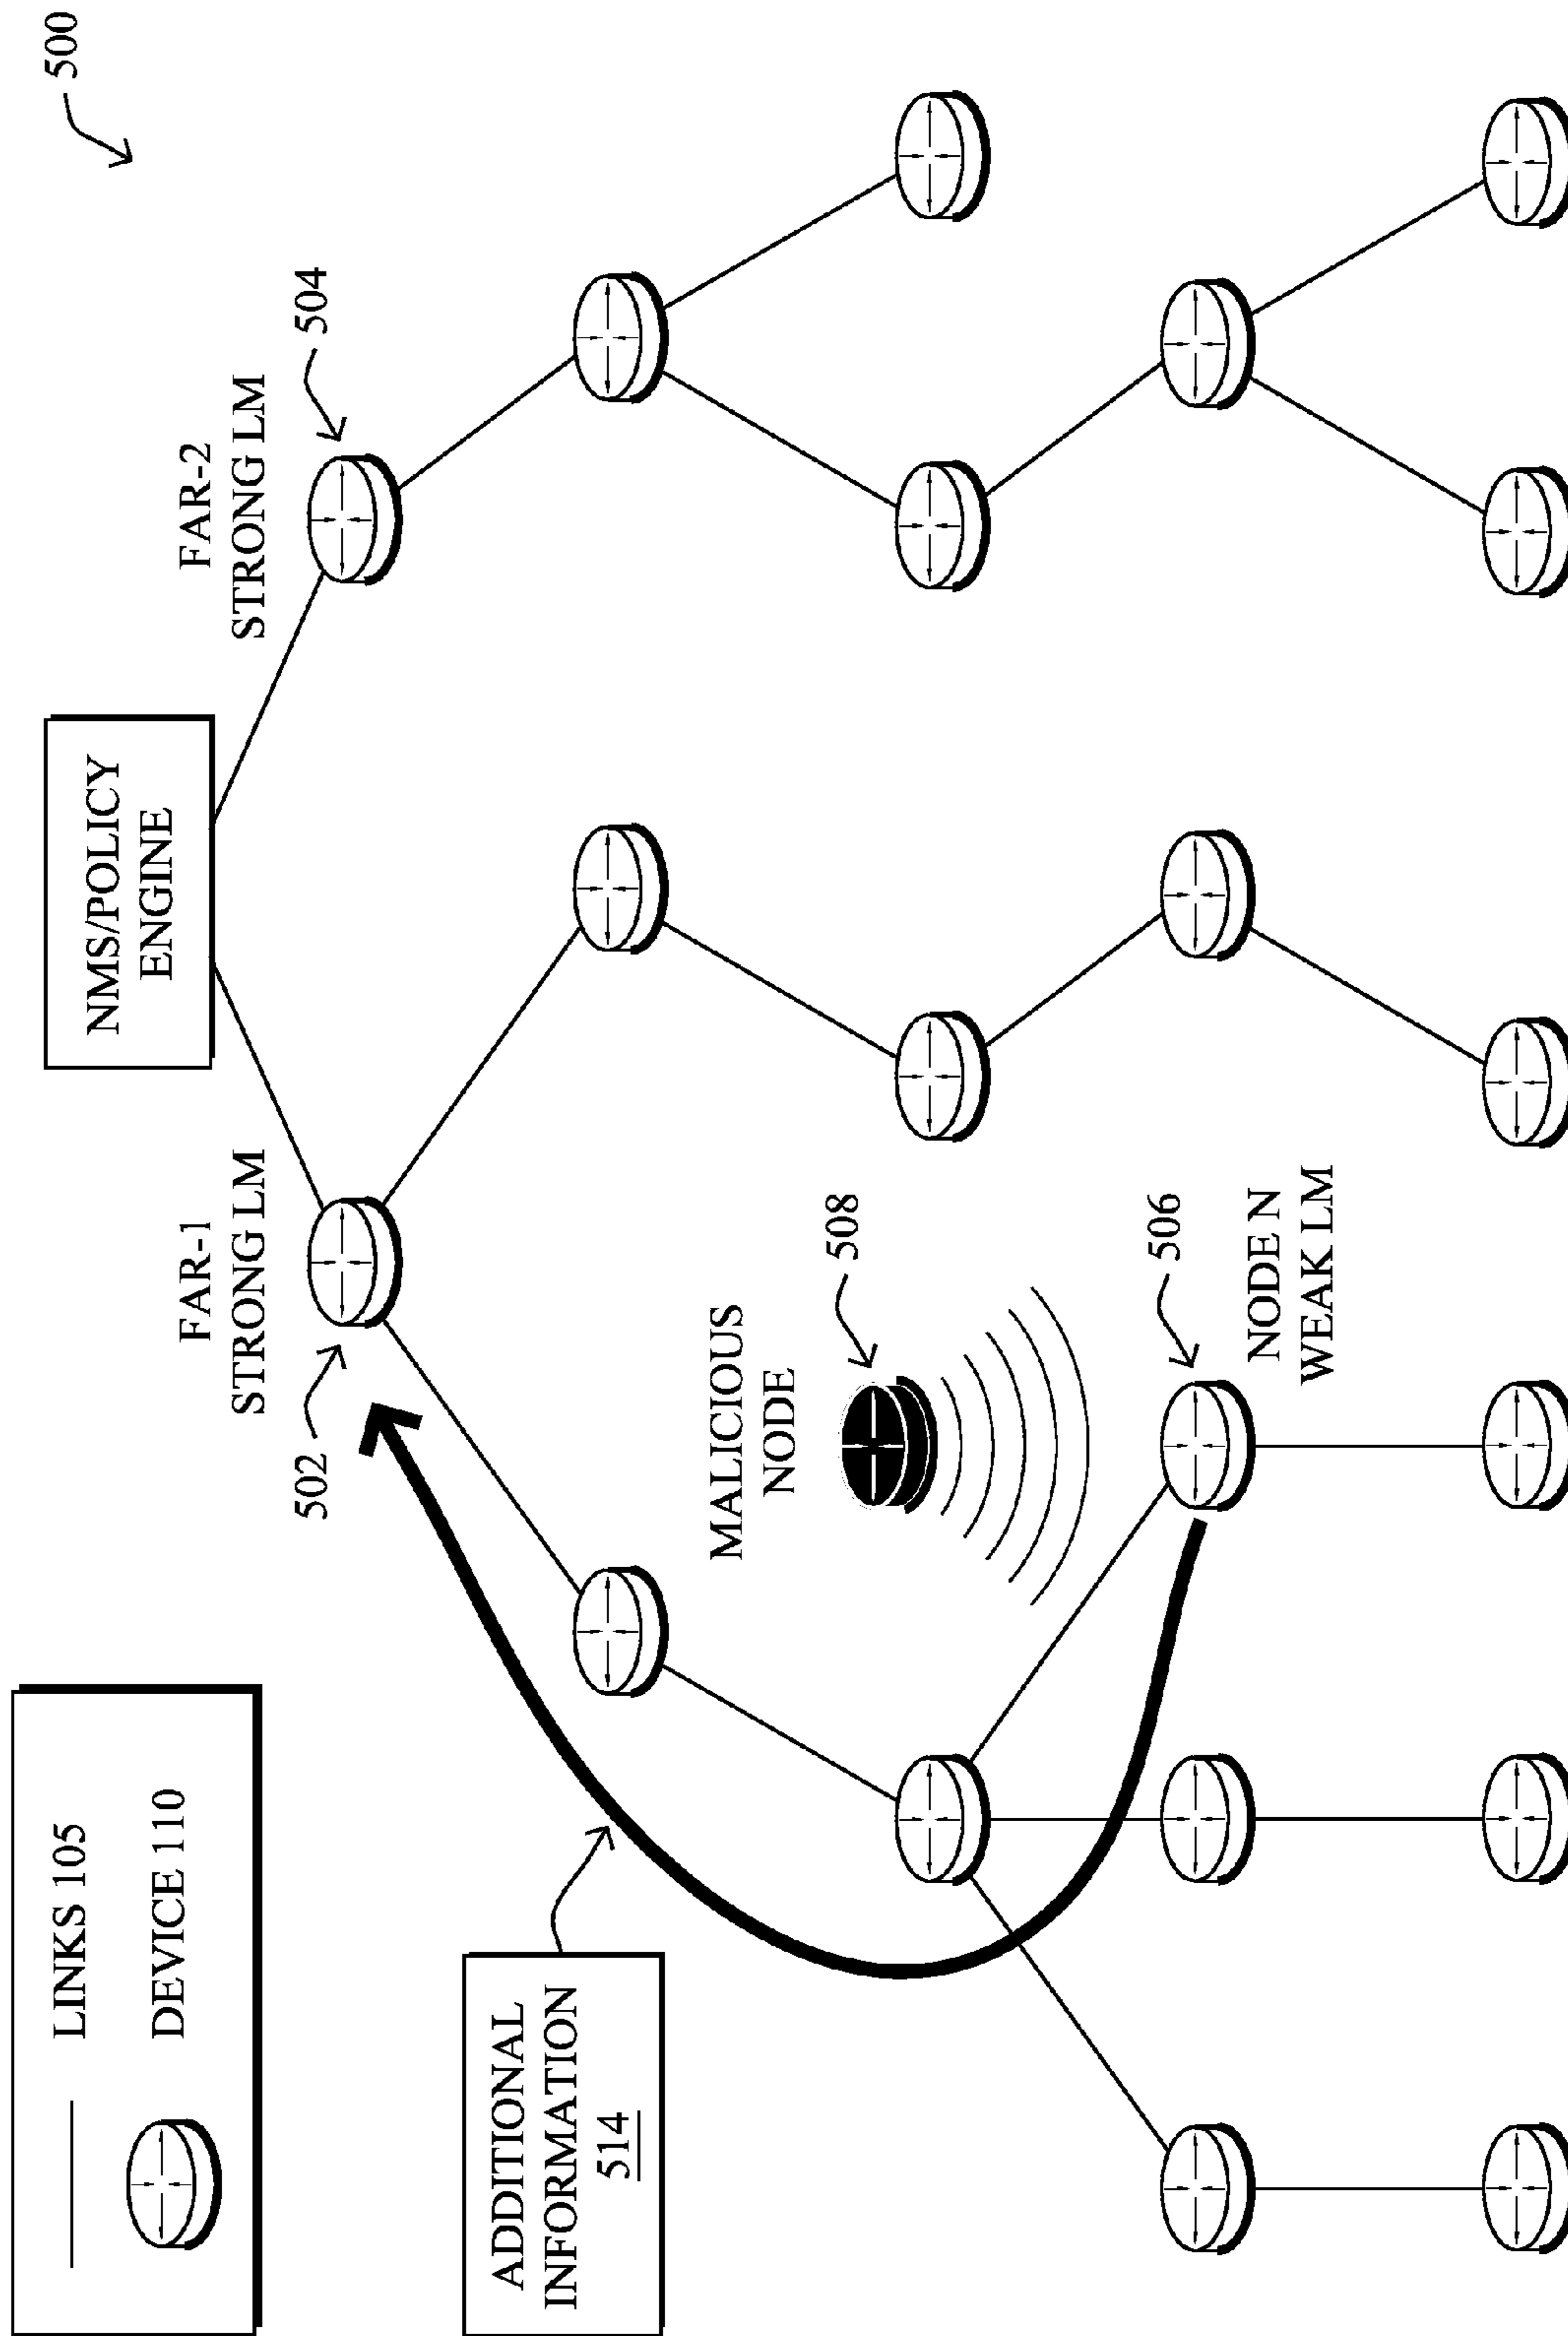 LINKS 105
DEVICE 110
NMS/POLICY
ENGINE
500
FAR-1
STRONG LM
502
FAR-2
STRONG LM
504
ADDITIONAL
INFORMATION
514
MALICIOUS
NODE
508
506
NODE N
WEAK LM